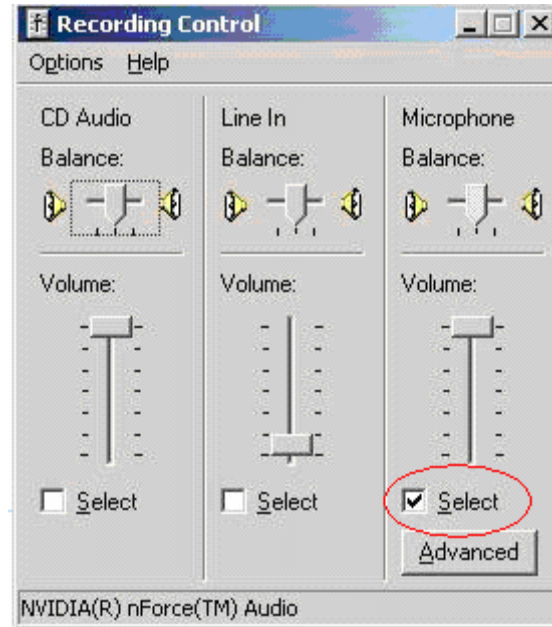 Recording Control
Options Help
CD Audio Line In Microphone
Balance: Balance: Balance:
Volume: Volume: Volume:
Select Select Select
Advanced
NVIDIA(R) nForce(TM) Audio